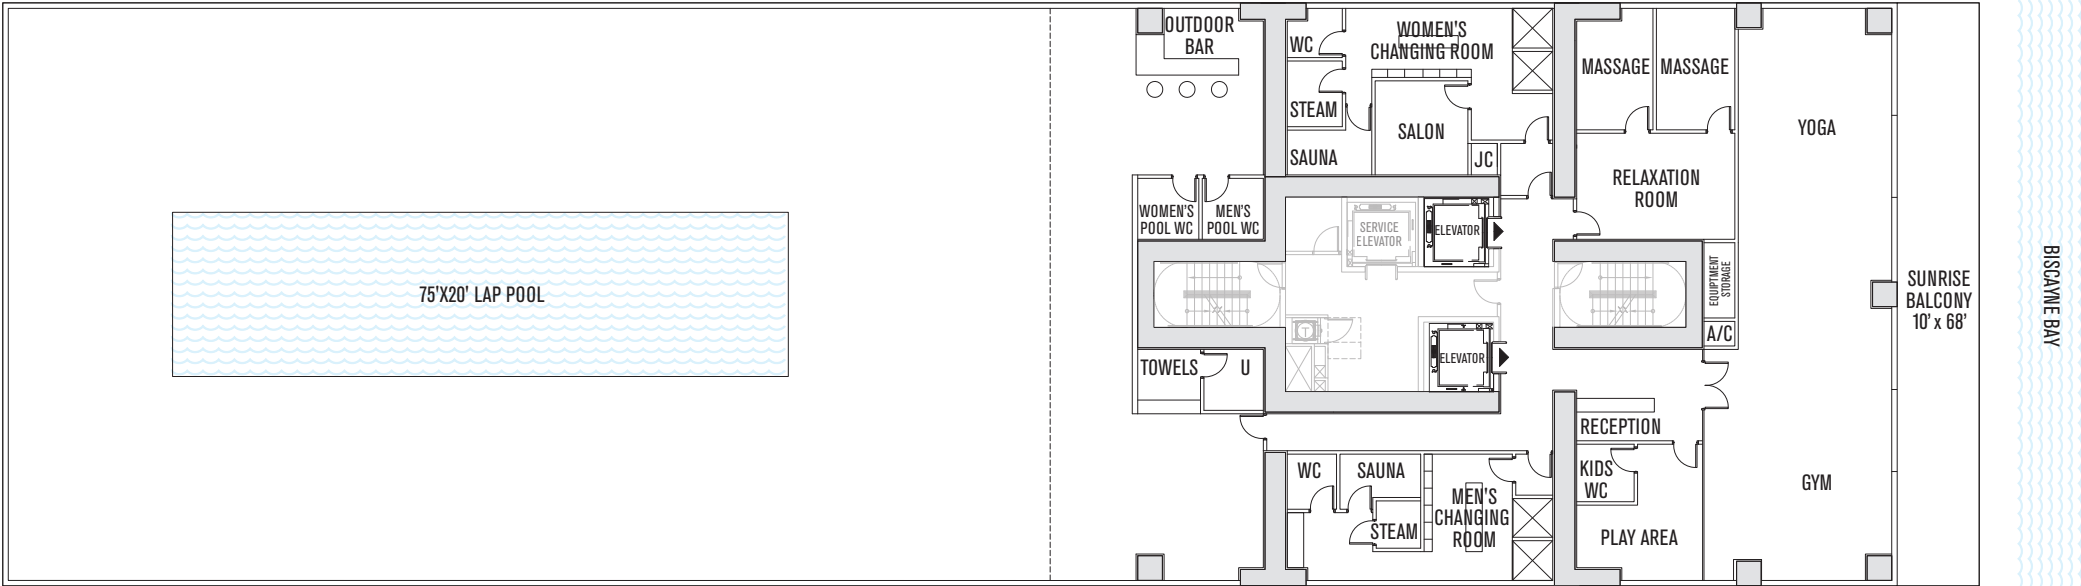 OUTDOOR
BAR
WC
WOMEN'S
CHANGING ROOM
STEAM
SALON
SAUNA
JC
MASSAGE
MASSAGE
YOGA
RELAXATION
ROOM
WOMEN'S
POOL WC
MEN'S
POOL WC
SERVICE
ELEVATOR
ELEVATOR
EQUIPTMENT
STORAGE
SUNRISE
BALCONY
10' x 68'
BISCAYNE BAY
75'X20' LAP POOL
T
A/C
TOWELS
U
ELEVATOR
RECEPTION
WC
SAUNA
STEAM
MEN'S
CHANGING
ROOM
KIDS
WC
PLAY AREA
GYM